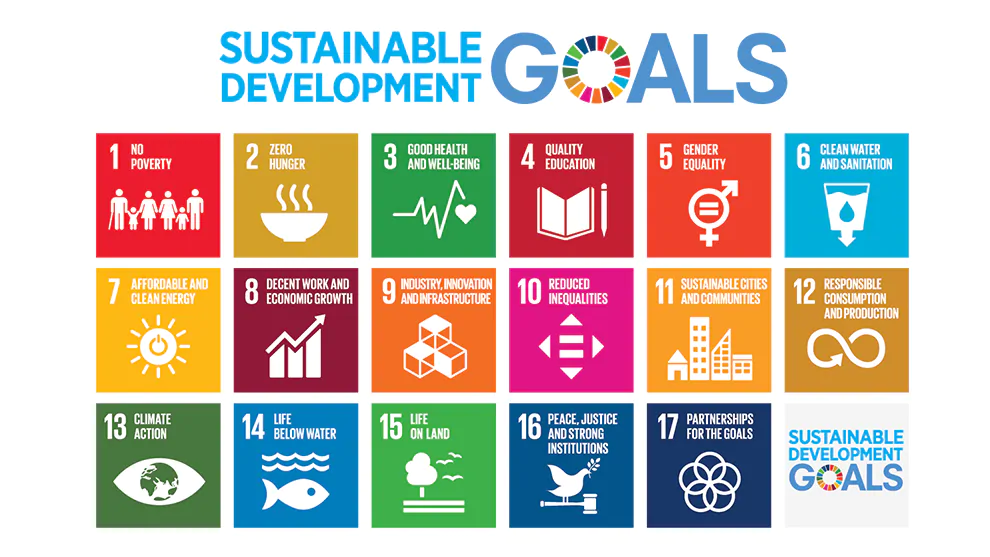 SUSTAINABLE
DEVELOPMENT
GOALS
1 NO
POVERTY
2 ZERO
HUNGER
3 GOOD HEALTH
AND WELL-BEING
4 QUALITY
EDUCATION
5 GENDER
EQUALITY
6 CLEAN WATER
AND SANITATION
7 AFFORDABLE AND
CLEAN ENERGY
8 DECENT WORK AND
ECONOMIC GROWTH
9 INDUSTRY, INNOVATION
AND INFRASTRUCTURE
10 REDUCED
INEQUALITIES
11 SUSTAINABLE CITIES
AND COMMUNITIES
12 RESPONSIBLE
CONSUMPTION
AND PRODUCTION
13 CLIMATE
ACTION
14 LIFE
BELOW WATER
15 LIFE
ON LAND
16 PEACE, JUSTICE
AND STRONG
INSTITUTIONS
17 PARTNERSHIPS
FOR THE GOALS
SUSTAINABLE
DEVELOPMENT
GOALS